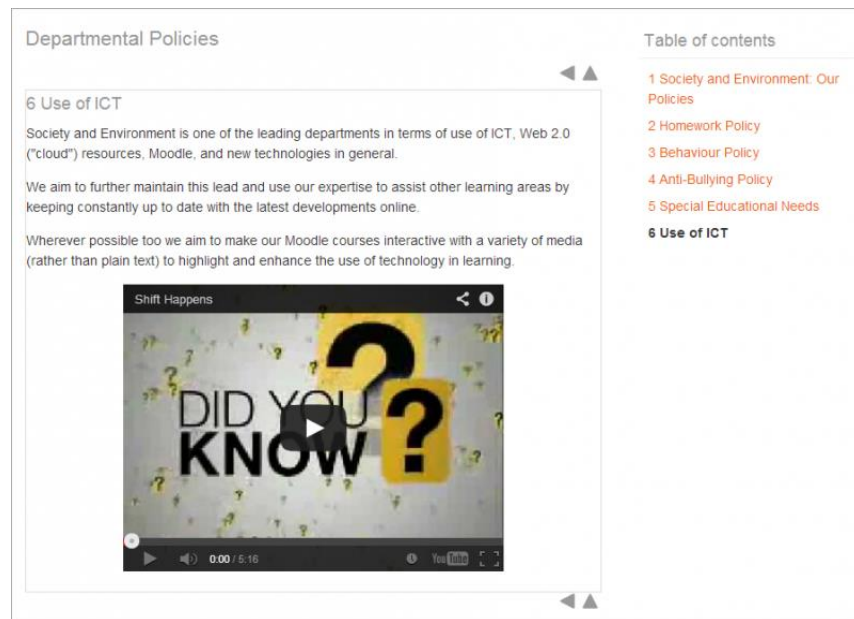 Departmental Policies
6 Use of ICT
Society and Environment is one of the leading departments in terms of use of ICT, Web 2.0
("cloud") resources, Moodle, and new technologies in general.
We aim to further maintain this lead and use our expertise to assist other learning areas by
keeping constantly up to date with the latest developments online.
Wherever possible too we aim to make our Moodle courses interactive with a variety of media
(rather than plain text) to highlight and enhance the use of technology in learning.
Shift Happens
DID YOU
KNOW
?
?
0:00 / 5:16
YouTube
Table of contents
1 Society and Environment: Our
Policies
2 Homework Policy
3 Behaviour Policy
4 Anti-Bullying Policy
5 Special Educational Needs
6 Use of ICT